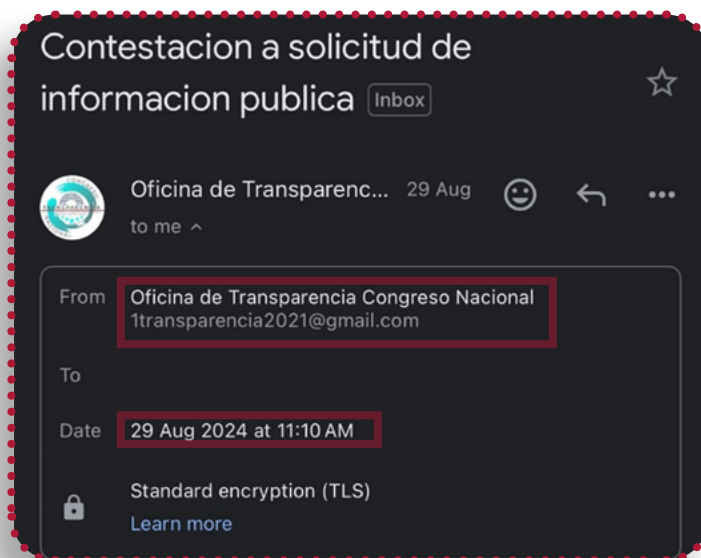 Contestacion a solicitud de
informacion publica Inbox
Oficina de Transparenc... 29 Aug
to me
From Oficina de Transparencia Congreso Nacional
1transparencia2021@gmail.com
To
Date 29 Aug 2024 at 11:10 AM
Standard encryption (TLS)
Learn more